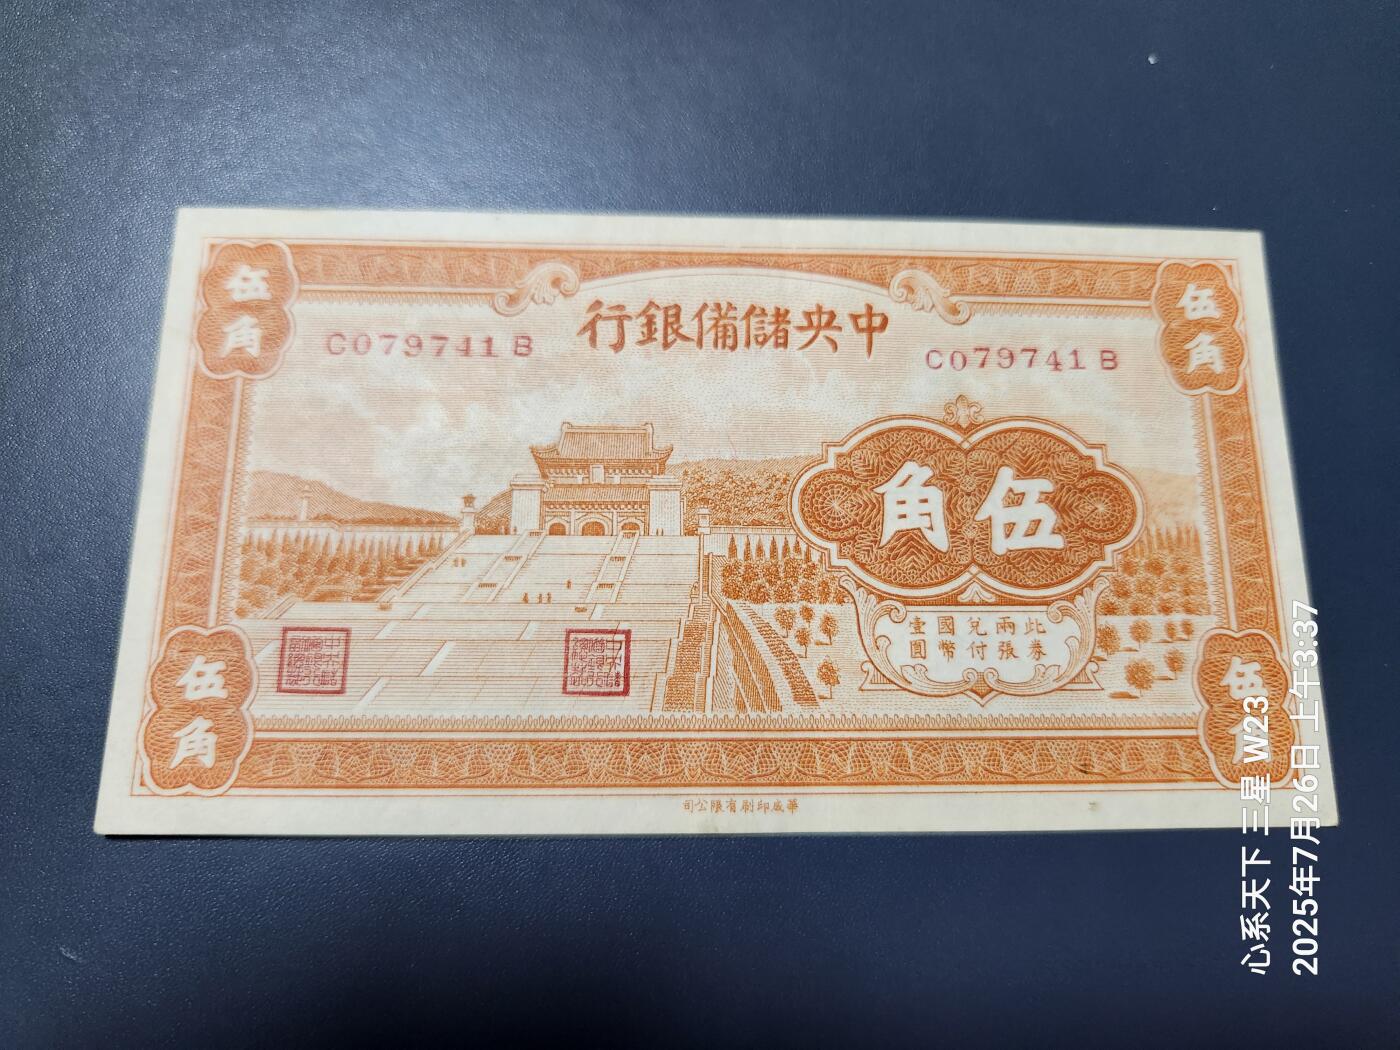 中央儲備銀行
C079741B
C079741B
伍角
伍角
伍角
此券
兩張
兌付
國幣
壹圓
伍角
伍角
華成印刷有限公司
心系天下 三星 W23
2025年7月26日 上午3:37